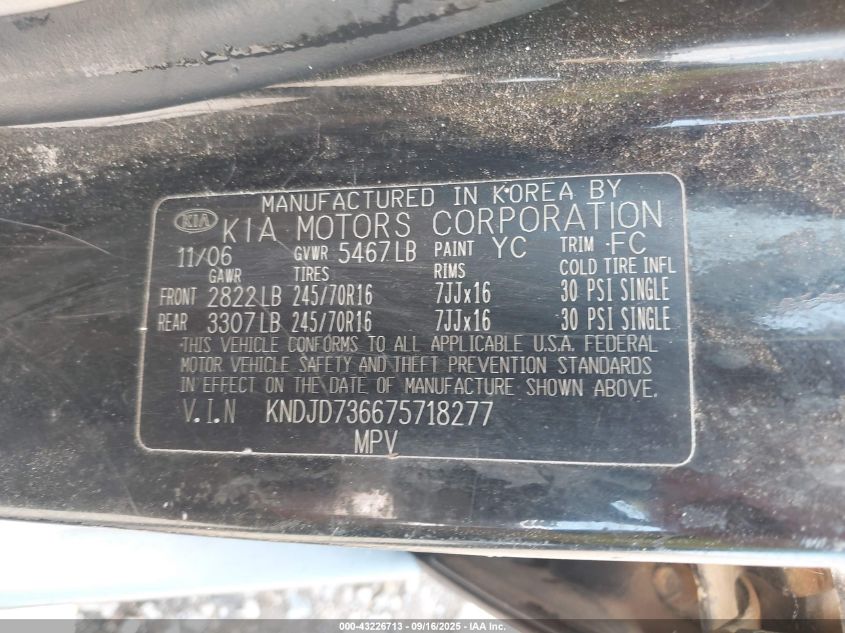 MANUFACTURED IN KOREA BY
KIA KIA MOTORS CORPORATION
11/06 GVWR 5467LB PAINT YC TRIM FC
GAWR TIRES RIMS COLD TIRE INFL
FRONT 2822LB 245/70R16 7JJx16 30 PSI SINGLE
REAR 3307LB 245/70R16 7JJx16 30 PSI SINGLE
THIS VEHICLE CONFORMS TO ALL APPLICABLE U.S.A. FEDERAL
MOTOR VEHICLE SAFETY AND THEFT PREVENTION STANDARDS
IN EFFECT ON THE DATE OF MANUFACTURE SHOWN ABOVE.
V.I.N KNDJD736675718277
MPV
000-43226713 - 09/16/2025 - IAA Inc.